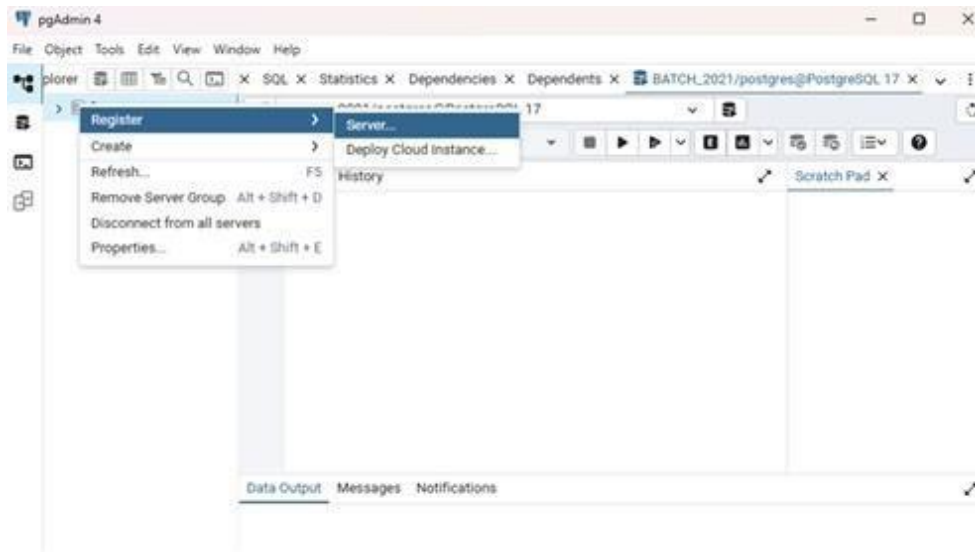 pgAdmin 4
File Object Tools Edit View Window Help
plorer SQL Statistics Dependencies Dependents BATCH_2021/postgres@PostgreSQL 17
17
Register
Server...
Create
Deploy Cloud Instance...
Refresh... F5
History
Scratch Pad
Remove Server Group Alt + Shift + D
Disconnect from all servers
Properties... Alt + Shift + E
Data Output Messages Notifications